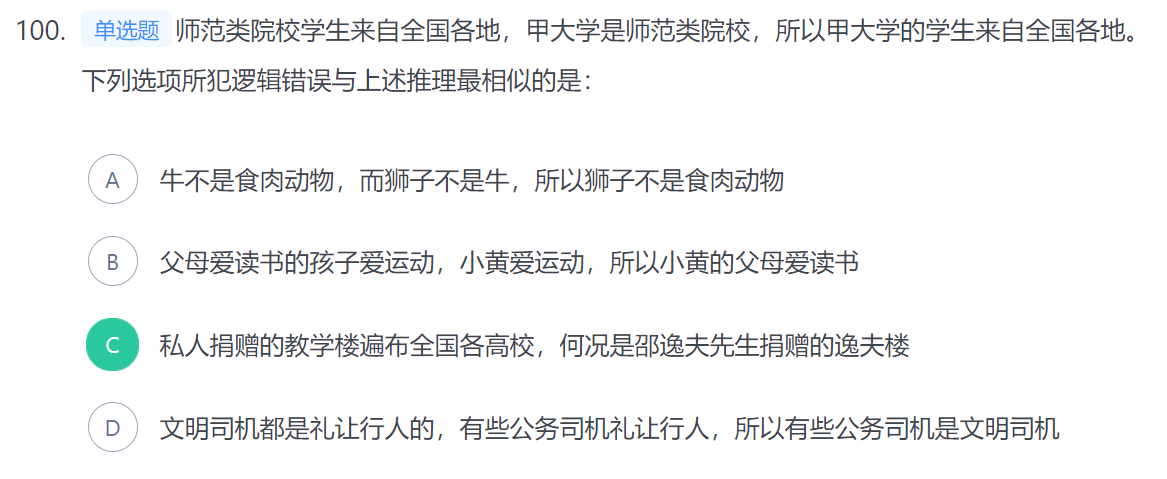 100. 单选题 师范类院校学生来自全国各地，甲大学是师范类院校，所以甲大学的学生来自全国各地。
下列选项所犯逻辑错误与上述推理最相似的是：
A 牛不是食肉动物，而狮子不是牛，所以狮子不是食肉动物
B 父母爱读书的孩子爱运动，小黄爱运动，所以小黄的父母爱读书
C 私人捐赠的教学楼遍布全国各高校，何况是邵逸夫先生捐赠的逸夫楼
D 文明司机都是礼让行人的，有些公务司机礼让行人，所以有些公务司机是文明司机